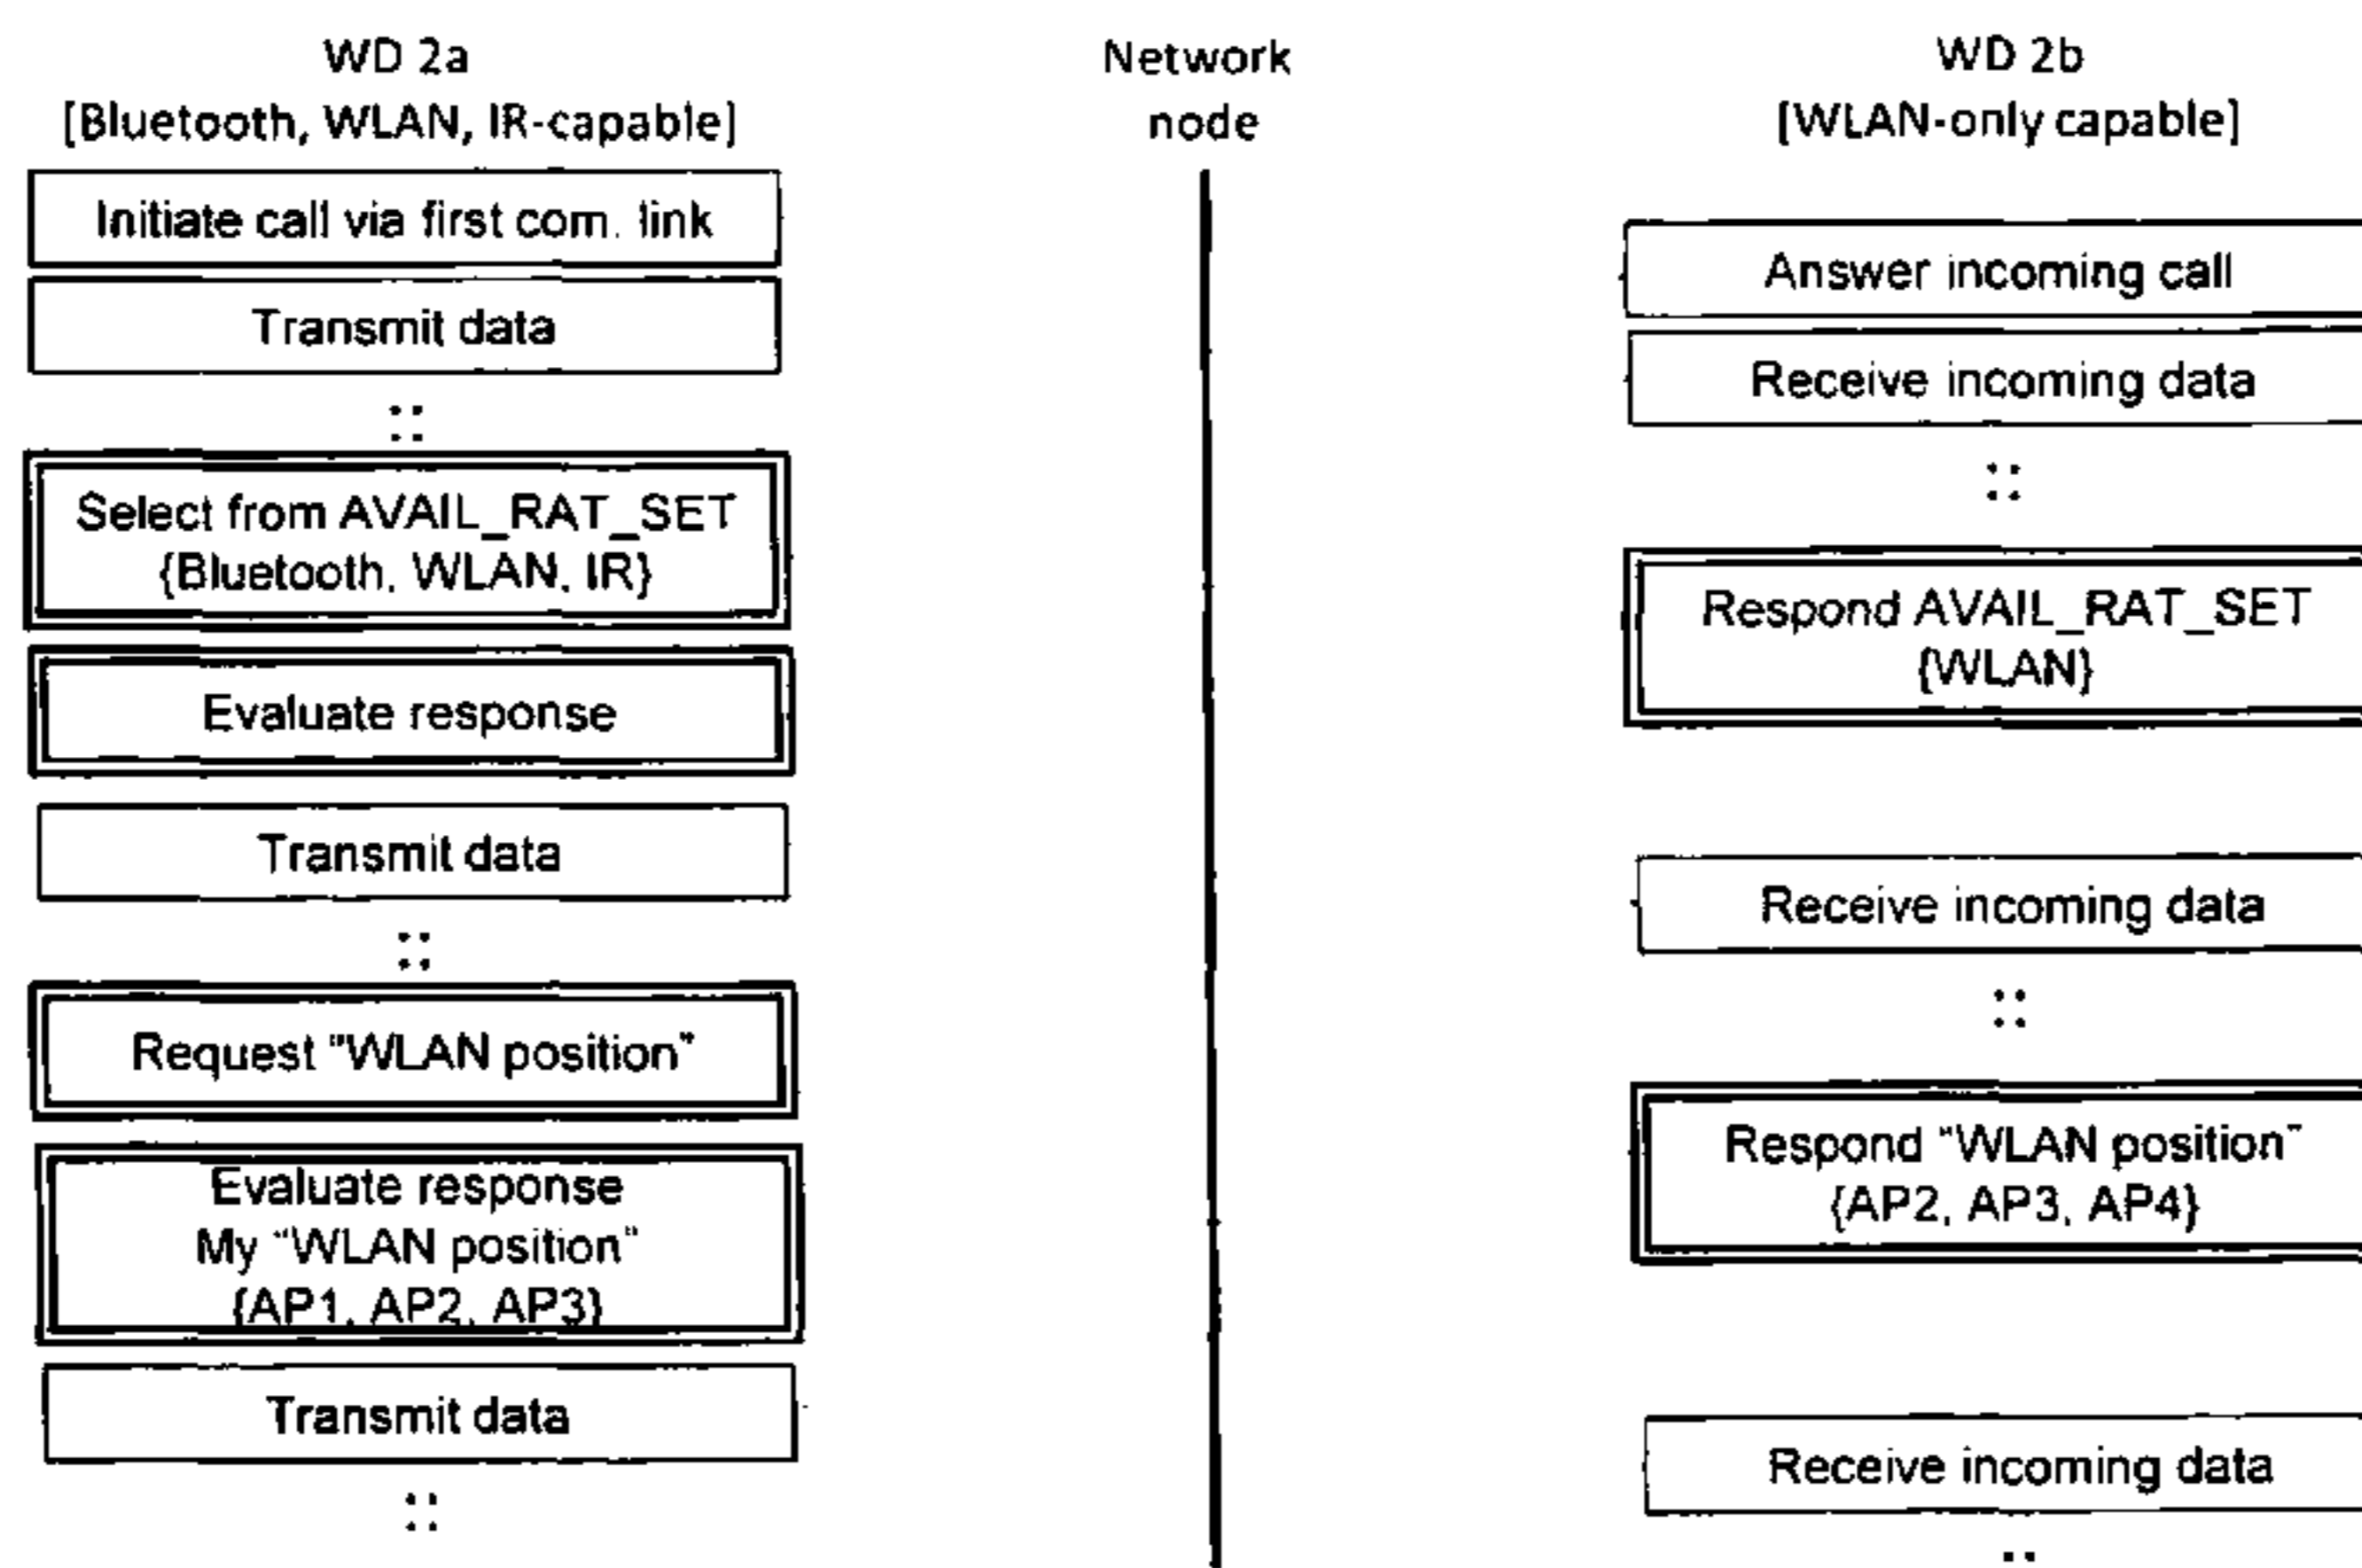 WD 2a
[Bluetooth, WLAN, IR-capable]
Initiate call via first com. link
Transmit data
Select from AVAIL_RAT_SET
{Bluetooth, WLAN, IR}
Evaluate response
Transmit data
Request "WLAN position"
Evaluate response
My "WLAN position"
{AP1, AP2, AP3}
Transmit data
Network
node
WD 2b
[WLAN-only capable]
Answer incoming call
Receive incoming data
Respond AVAIL_RAT_SET
{WLAN}
Receive incoming data
Respond "WLAN position"
{AP2, AP3, AP4}
Receive incoming data